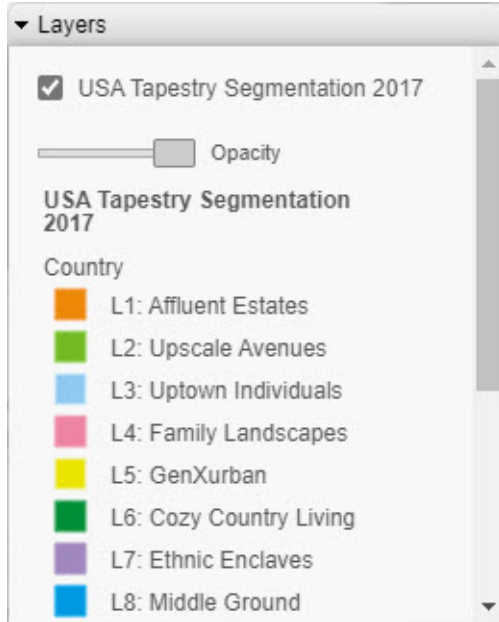 Layers
USA Tapestry Segmentation 2017
Opacity
USA Tapestry Segmentation
2017
Country
L1: Affluent Estates
L2: Upscale Avenues
L3: Uptown Individuals
L4: Family Landscapes
L5: GenXurban
L6: Cozy Country Living
L7: Ethnic Enclaves
L8: Middle Ground